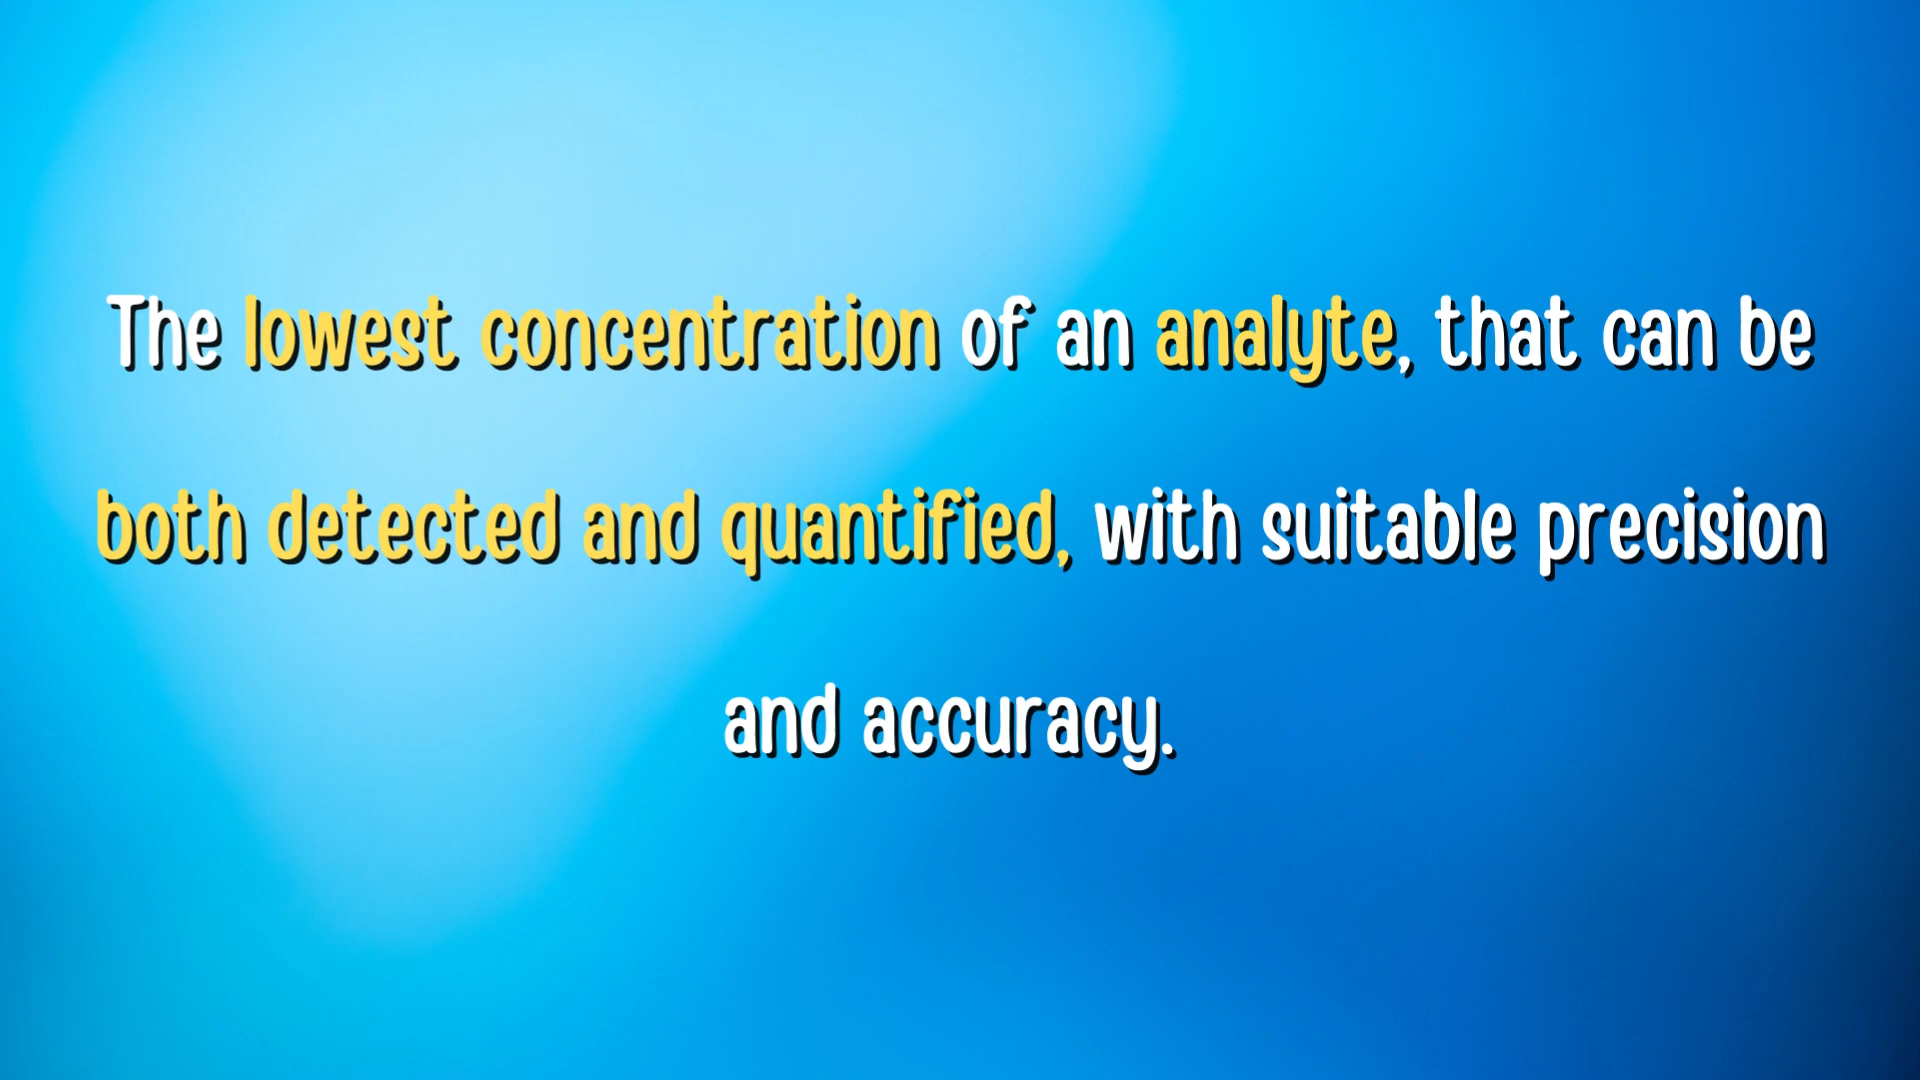 The lowest concentration of an analyte, that can be
both detected and quantified, with suitable precision
and accuracy.